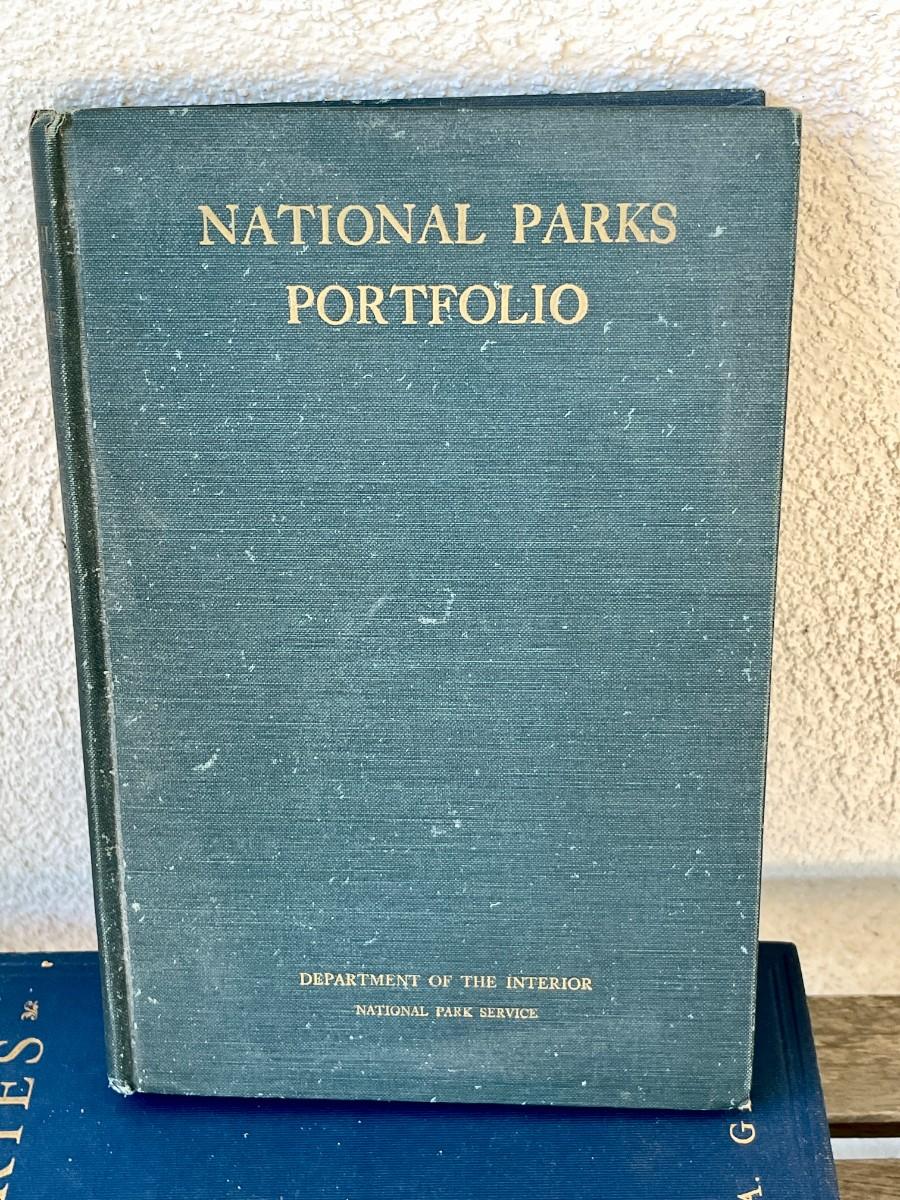 NATIONAL PARKS
PORTFOLIO
DEPARTMENT OF THE INTERIOR
NATIONAL PARK SERVICE